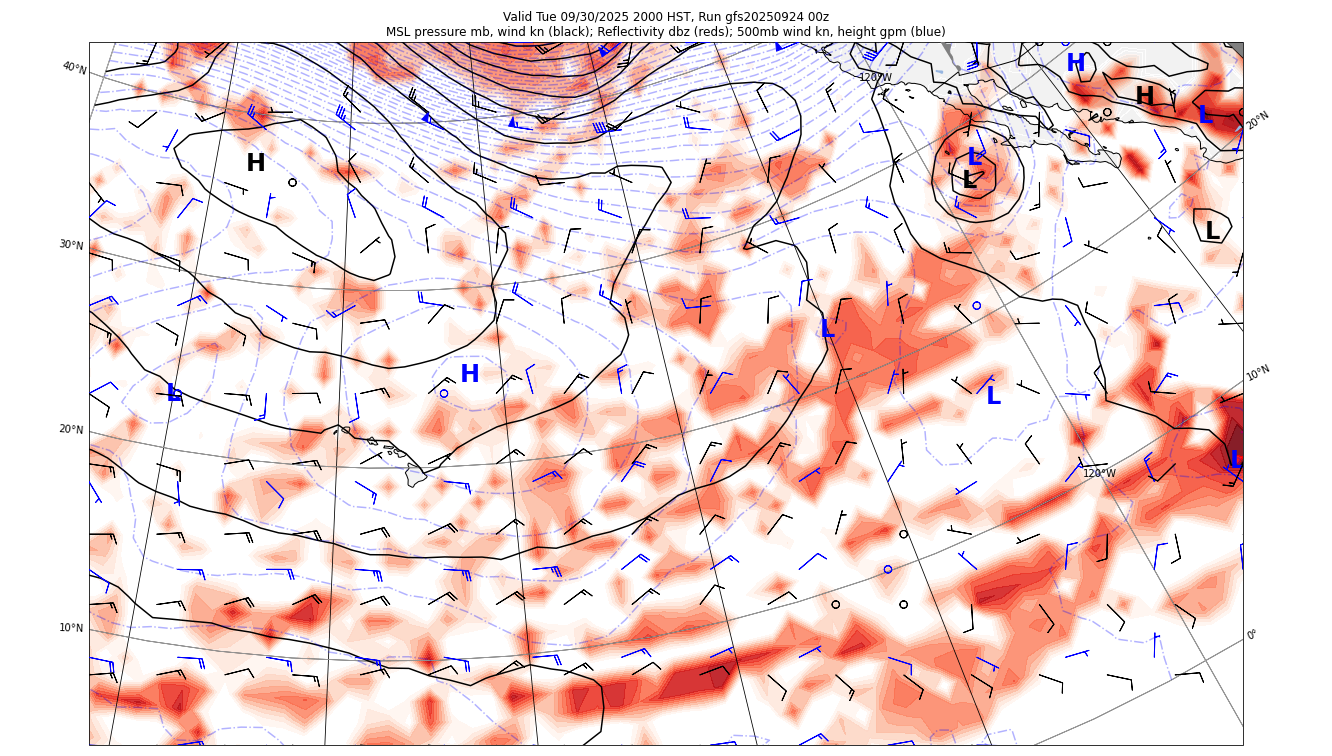 Valid Tue 09/30/2025 2000 HST, Run gfs20250924 00z
MSL pressure mb, wind kn (black); Reflectivity dbz (reds); 500mb wind kn, height gpm (blue)
40°N
120°W
H
H
L
20°N
H
L
L
L
30°N
L
H
L
L
10°N
20°N
L
120°W
10°N
0°